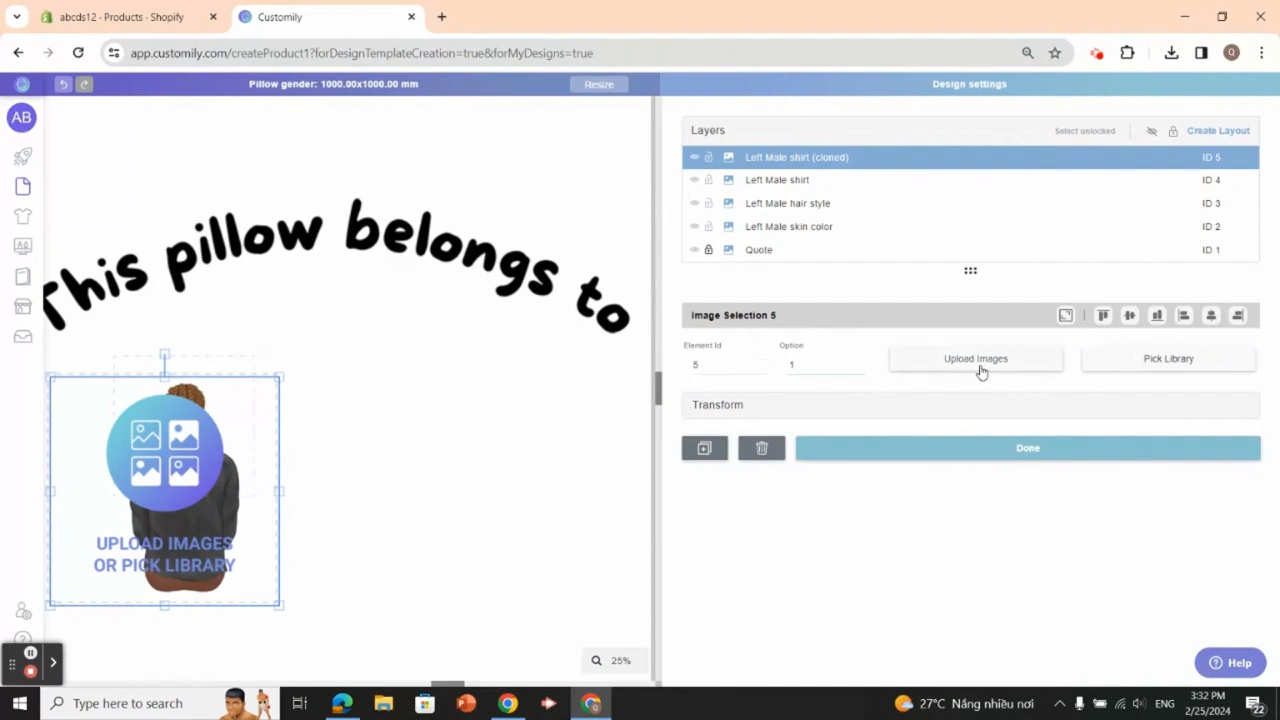 abcds12 · Products · Shopify
Customily
app.customily.com/createProduct1?forDesignTemplateCreation=true&forMyDesigns=true
Q
Pillow gender: 1000.00x1000.00 mm
Resize
Design settings
AB
Layers
Select unlocked
Create Layout
Left Male shirt (cloned)
ID 5
Left Male shirt
ID 4
Left Male hair style
ID 3
Left Male skin color
ID 2
Quote
ID 1
This pillow belongs to
Image Selection 5
Element Id
Option
5
1
Upload Images
Pick Library
Transform
Done
UPLOAD IMAGES
OR PICK LIBRARY
25%
Help
Type here to search
27°C Nắng nhiều nơi
ENG
3:32 PM
2/25/2024
22